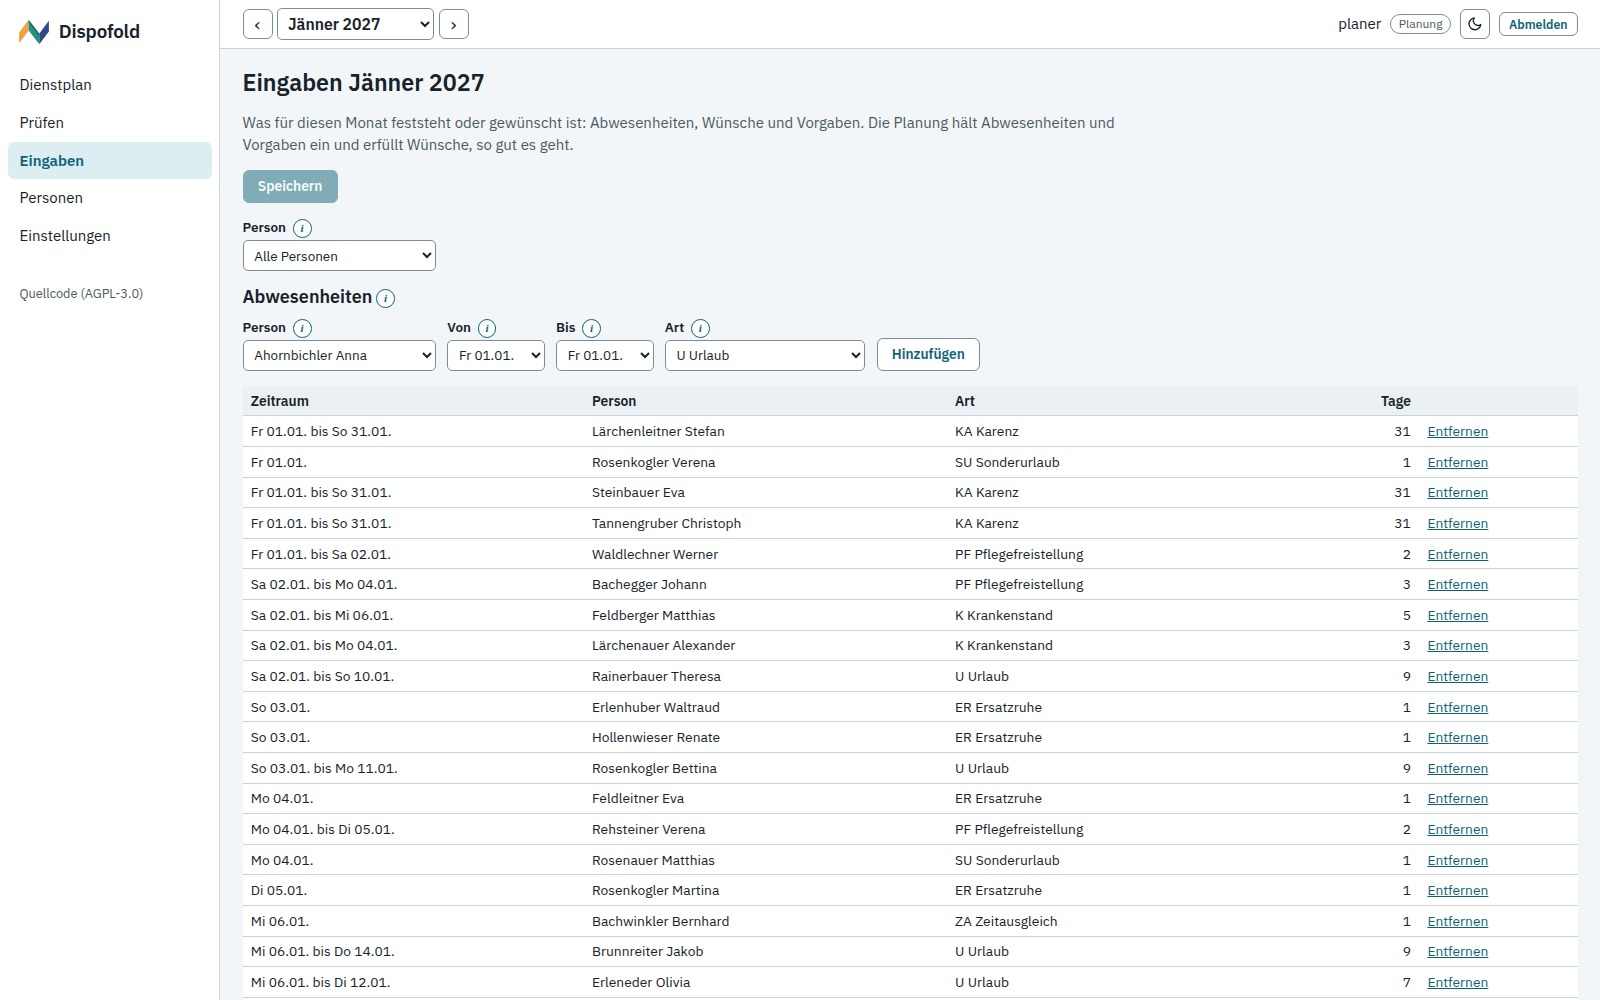 Dispofold
Dienstplan
Prüfen
Eingaben
Personen
Einstellungen
Quellcode (AGPL-3.0)
‹ Jänner 2027 ›
planer Planung Abmelden
Eingaben Jänner 2027
Was für diesen Monat feststeht oder gewünscht ist: Abwesenheiten, Wünsche und Vorgaben. Die Planung hält Abwesenheiten und
Vorgaben ein und erfüllt Wünsche, so gut es geht.
Speichern
Person i
Alle Personen
Abwesenheiten i
Person i Von i Bis i Art i
Ahornbichler Anna Fr 01.01. Fr 01.01. U Urlaub Hinzufügen
Zeitraum Person Art Tage
Fr 01.01. bis So 31.01. Lärchenleitner Stefan KA Karenz 31 Entfernen
Fr 01.01. Rosenkogler Verena SU Sonderurlaub 1 Entfernen
Fr 01.01. bis So 31.01. Steinbauer Eva KA Karenz 31 Entfernen
Fr 01.01. bis So 31.01. Tannengruber Christoph KA Karenz 31 Entfernen
Fr 01.01. bis Sa 02.01. Waldlechner Werner PF Pflegefreistellung 2 Entfernen
Sa 02.01. bis Mo 04.01. Bachegger Johann PF Pflegefreistellung 3 Entfernen
Sa 02.01. bis Mi 06.01. Feldberger Matthias K Krankenstand 5 Entfernen
Sa 02.01. bis Mo 04.01. Lärchenauer Alexander K Krankenstand 3 Entfernen
Sa 02.01. bis So 10.01. Rainerbauer Theresa U Urlaub 9 Entfernen
So 03.01. Erlenhuber Waltraud ER Ersatzruhe 1 Entfernen
So 03.01. Hollenwieser Renate ER Ersatzruhe 1 Entfernen
So 03.01. bis Mo 11.01. Rosenkogler Bettina U Urlaub 9 Entfernen
Mo 04.01. Feldleitner Eva ER Ersatzruhe 1 Entfernen
Mo 04.01. bis Di 05.01. Rehsteiner Verena PF Pflegefreistellung 2 Entfernen
Mo 04.01. Rosenauer Matthias SU Sonderurlaub 1 Entfernen
Di 05.01. Rosenkogler Martina ER Ersatzruhe 1 Entfernen
Mi 06.01. Bachwinkler Bernhard ZA Zeitausgleich 1 Entfernen
Mi 06.01. bis Do 14.01. Brunnreiter Jakob U Urlaub 9 Entfernen
Mi 06.01. bis Di 12.01. Erleneder Olivia U Urlaub 7 Entfernen